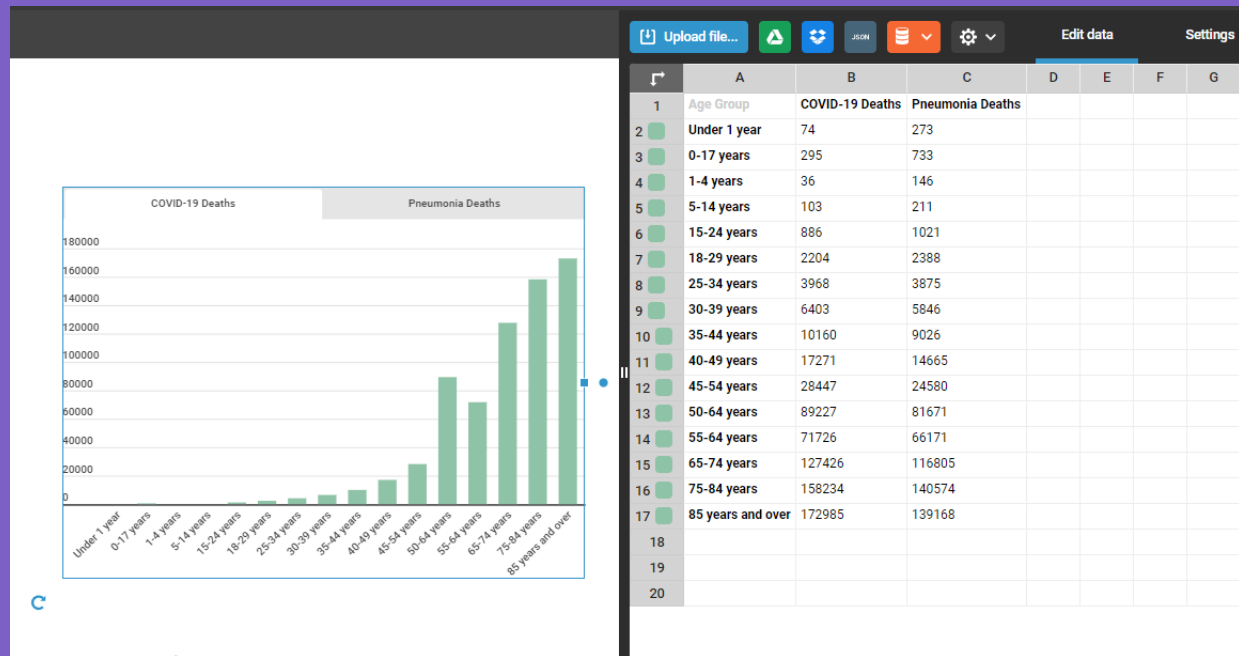 Upload file...
JSON
Edit data
Settings
A B C D E F G
1 Age Group COVID-19 Deaths Pneumonia Deaths
2 Under 1 year 74 273
3 0-17 years 295 733
4 1-4 years 36 146
5 5-14 years 103 211
6 15-24 years 886 1021
7 18-29 years 2204 2388
8 25-34 years 3968 3875
9 30-39 years 6403 5846
10 35-44 years 10160 9026
11 40-49 years 17271 14665
12 45-54 years 28447 24580
13 50-64 years 89227 81671
14 55-64 years 71726 66171
15 65-74 years 127426 116805
16 75-84 years 158234 140574
17 85 years and over 172985 139168
18
19
20
COVID-19 Deaths
Pneumonia Deaths
180000
160000
140000
120000
100000
80000
60000
40000
20000
0
Under 1 year
0-17 years
1-4 years
5-14 years
15-24 years
18-29 years
25-34 years
30-39 years
35-44 years
40-49 years
45-54 years
50-64 years
55-64 years
65-74 years
75-84 years
85 years and over